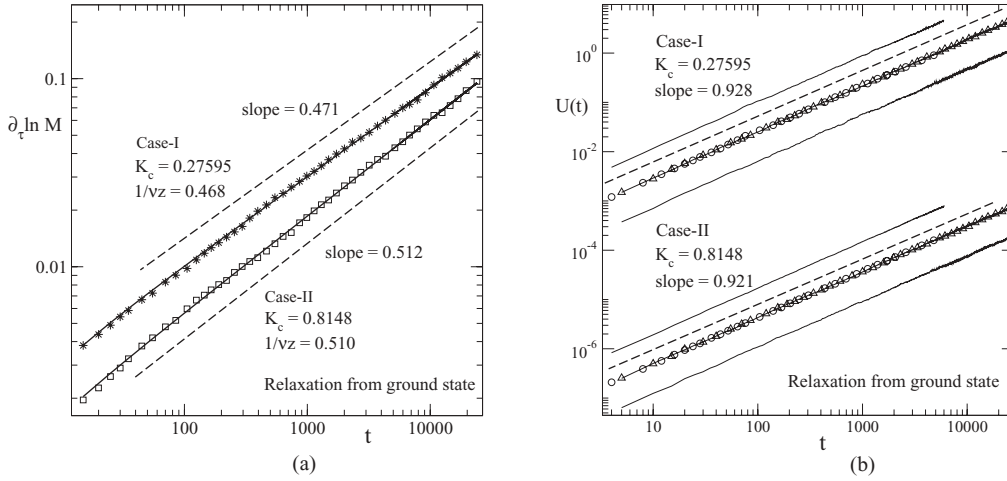 0.1
0.01
∂τ ln M
slope = 0.471
Case-I
Kc = 0.27595
1/νz = 0.468
slope = 0.512
Case-II
Kc = 0.8148
1/νz = 0.510
Relaxation from ground state
100 1000 10000
t
(a)
10^0
10^-2
10^-4
10^-6
U(t)
Case-I
Kc = 0.27595
slope = 0.928
Case-II
Kc = 0.8148
slope = 0.921
Relaxation from ground state
10 100 1000 10000
t
(b)